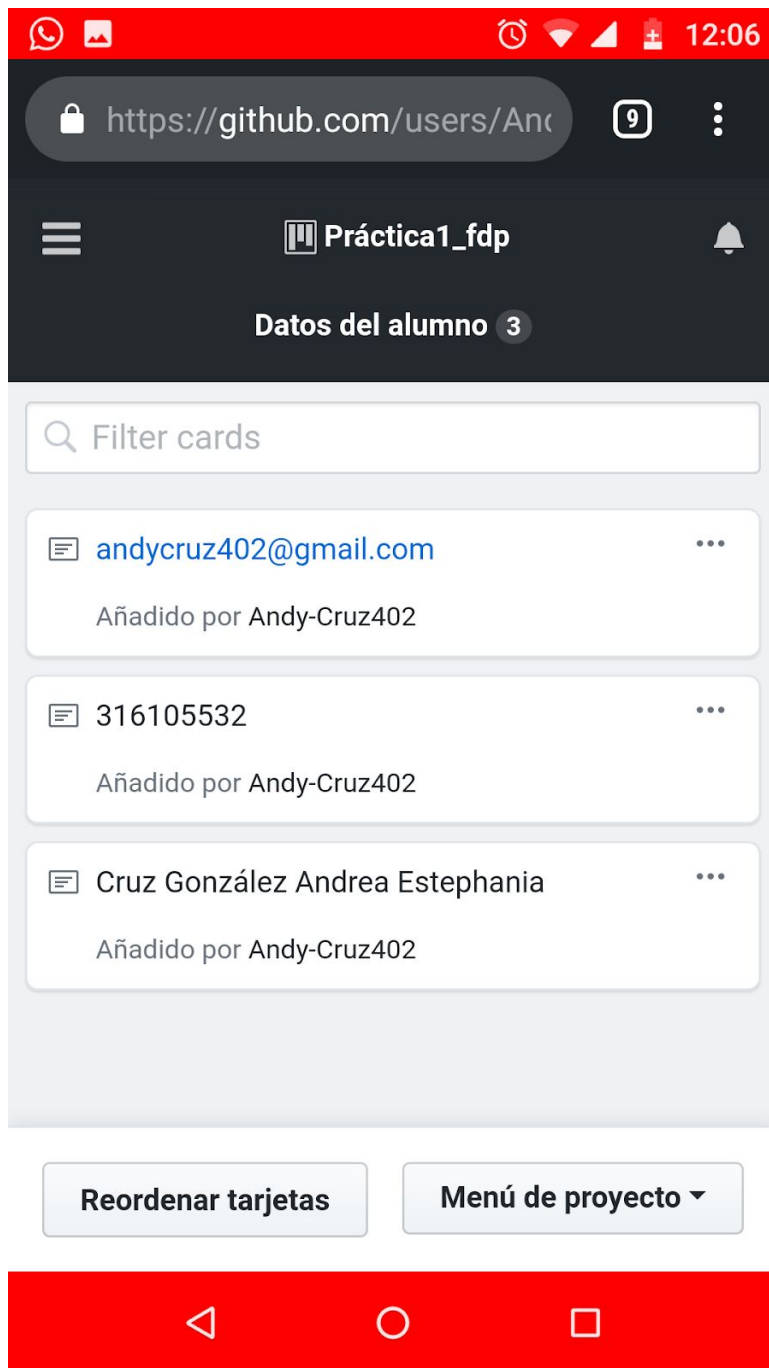 12:06
https://github.com/users/And
9
Práctica1_fdp
Datos del alumno 3
Filter cards
andycruz402@gmail.com
Añadido por Andy-Cruz402
316105532
Añadido por Andy-Cruz402
Cruz González Andrea Estephania
Añadido por Andy-Cruz402
Reordenar tarjetas
Menú de proyecto